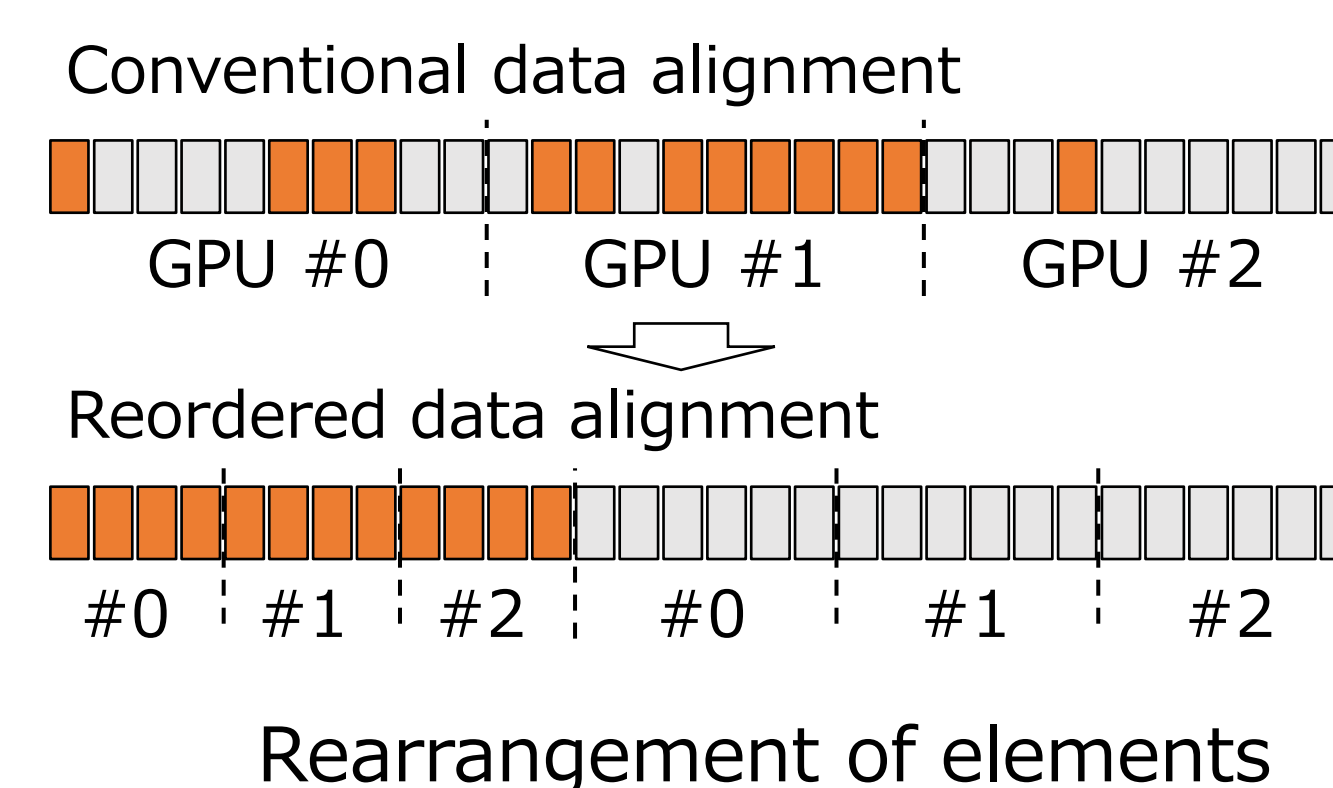 Conventional data alignment
GPU #0 GPU #1 GPU #2
Reordered data alignment
#0 #1 #2 #0 #1 #2
Rearrangement of elements